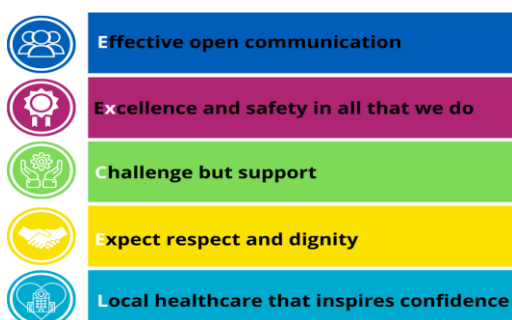 Effective open communication
Excellence and safety in all that we do
Challenge but support
Expect respect and dignity
Local healthcare that inspires confidence